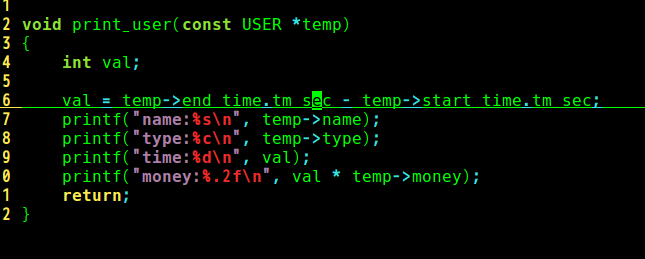 1
2 void print_user(const USER *temp)
3 {
4     int val;
5
6     val = temp->end_time.tm_sec - temp->start_time.tm_sec;
7     printf("name:%s\n", temp->name);
8     printf("type:%c\n", temp->type);
9     printf("time:%d\n", val);
0     printf("money:%.2f\n", val * temp->money);
1     return;
2 }